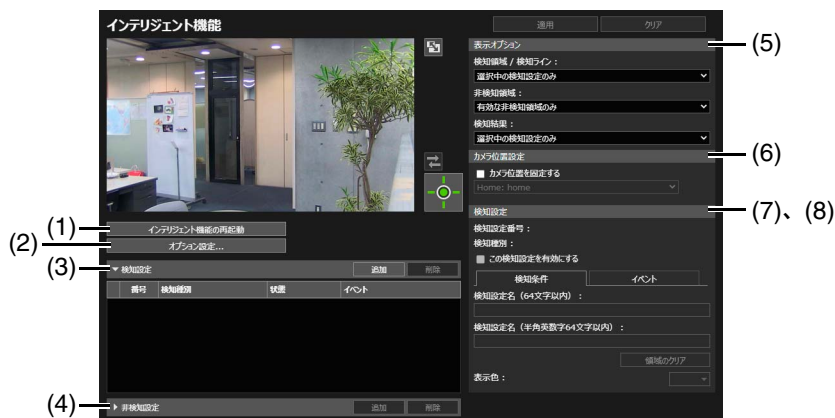 インテリジェント機能
適用
クリア
表示オプション
(5)
検知領域 / 検知ライン：
選択中の検知設定のみ
非検知領域：
有効な非検知領域のみ
検知結果：
選択中の検知設定のみ
カメラ位置設定
(6)
カメラ位置を固定する
Home: home
検知設定
(7)、(8)
検知設定番号：
検知種別：
この検知設定を有効にする
検知条件
イベント
検知設定名（64文字以内）：
検知設定名（半角英数字64文字以内）：
領域のクリア
表示色：
(1)
インテリジェント機能の再起動
(2)
オプション設定...
(3)
検知設定
追加
削除
番号
検知種別
状態
イベント
(4)
非検知設定
追加
削除